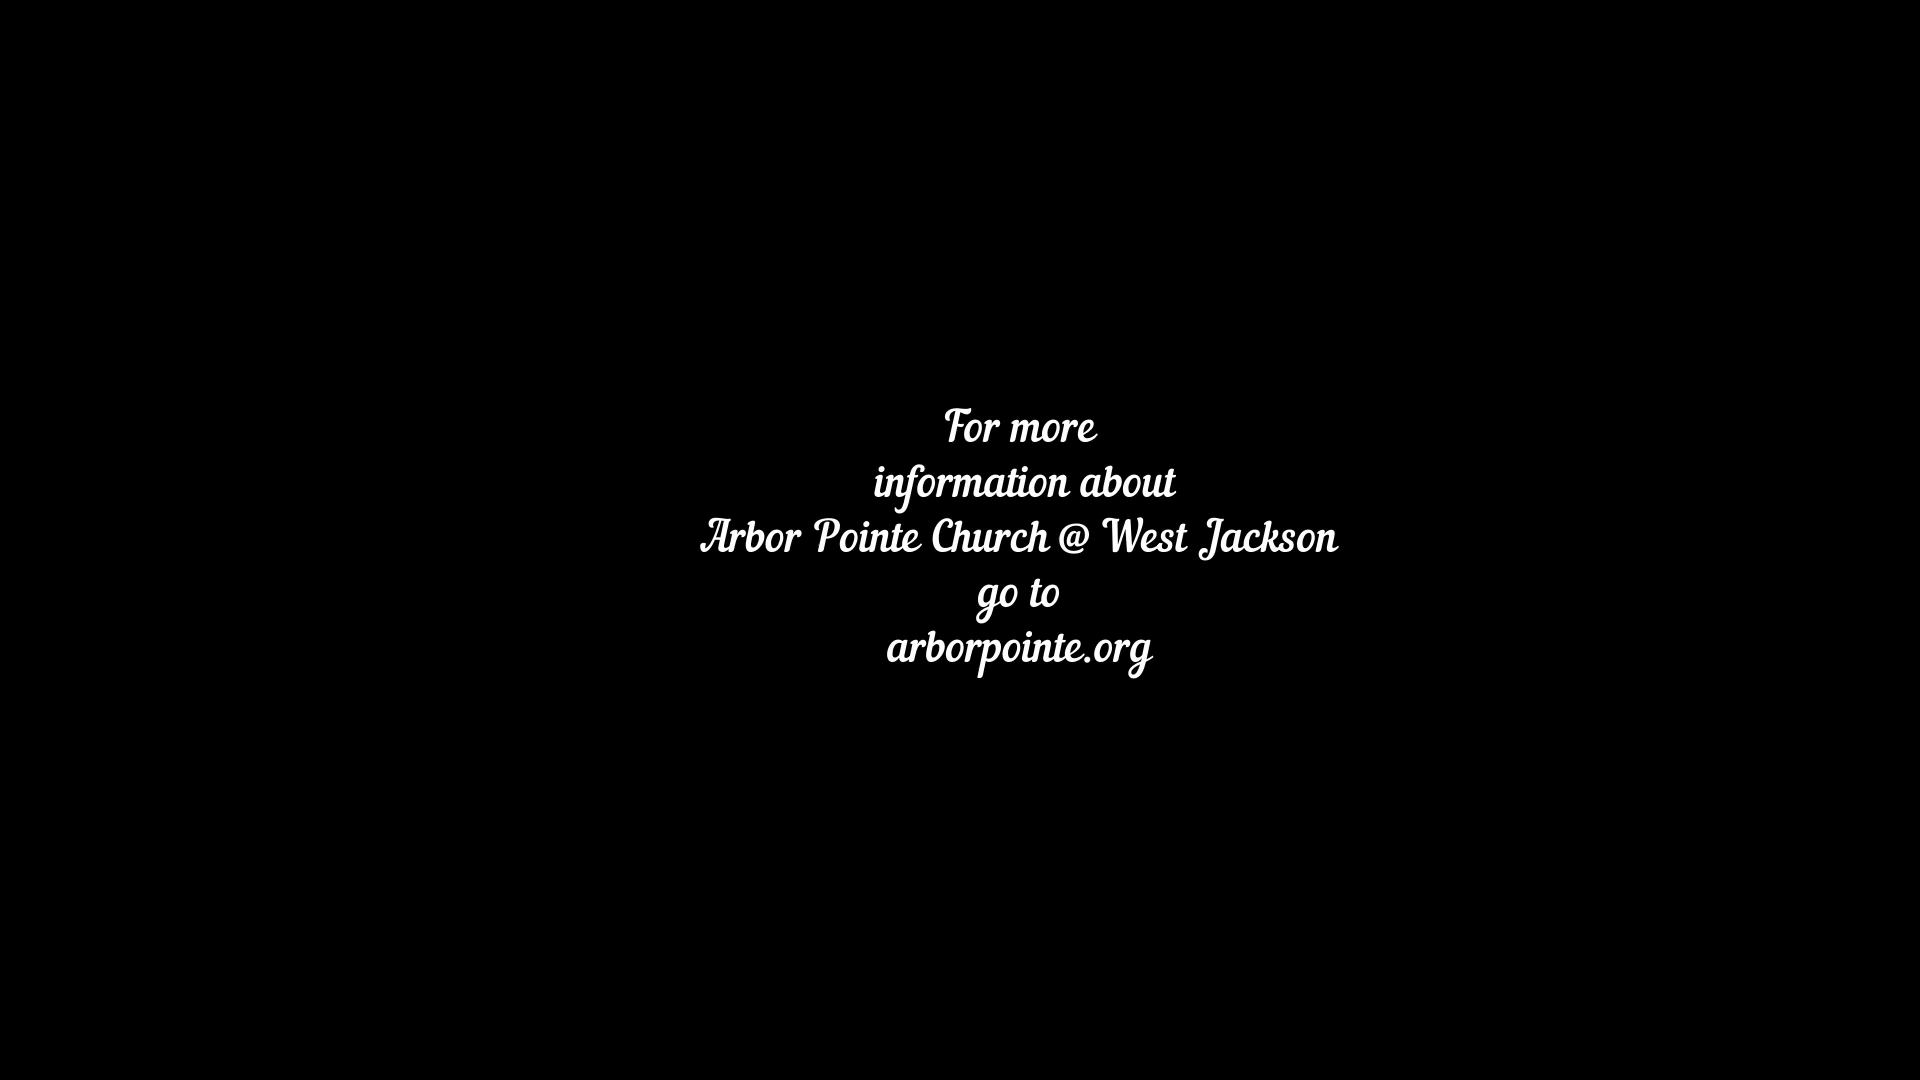 For more
information about
Arbor Pointe Church @ West Jackson
go to
arborpointe.org